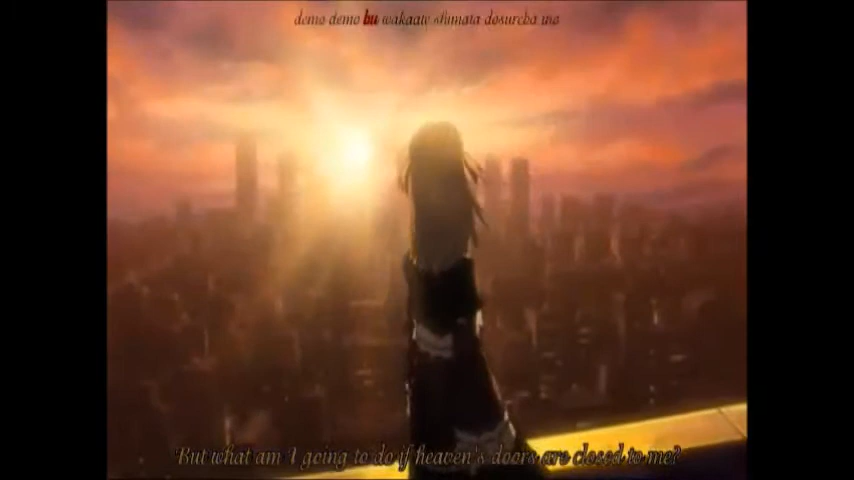 demo demo bu wakaate shimata dosureba wa
But what am I going to do if heaven's doors are closed to me?